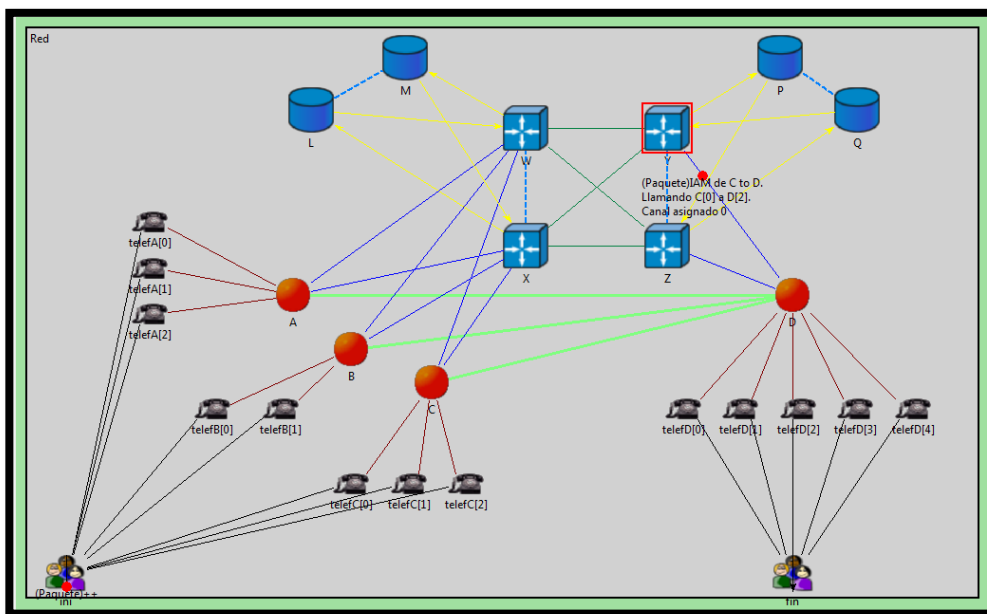 Red
M
P
L
Q
W
Y
(Paquete)IAM de C to D.
Llamando C[0] a D[2].
Canal asignado 0
telefA[0]
X
Z
telefA[1]
telefA[2]
A
D
B
C
telefB[0]
telefB[1]
telefD[0]
telefD[1]
telefD[2]
telefD[3]
telefD[4]
telefC[0]
telefC[1]
telefC[2]
(Paquete)++
ini
fin